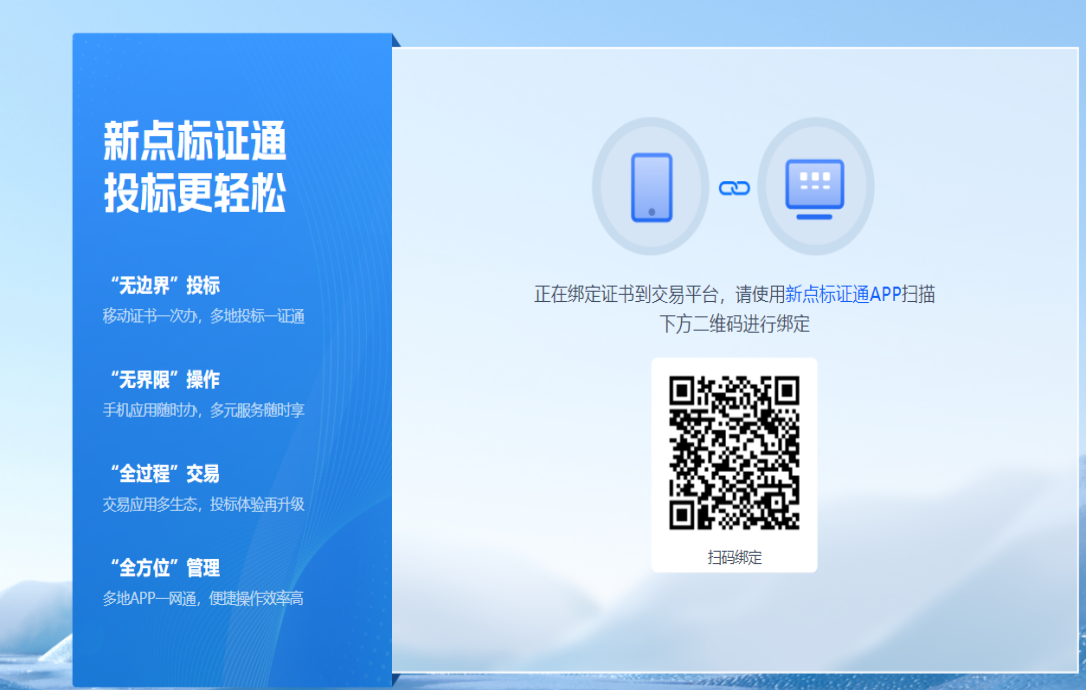 新点标证通
投标更轻松
“无边界”投标
移动证书一次办，多地投标一证通
“无界限”操作
手机应用随时办，多元服务随时享
“全过程”交易
交易应用多生态，投标体验再升级
“全方位”管理
多地APP一网通，便捷操作效率高
正在绑定证书到交易平台，请使用新点标证通APP扫描
下方二维码进行绑定
扫码绑定